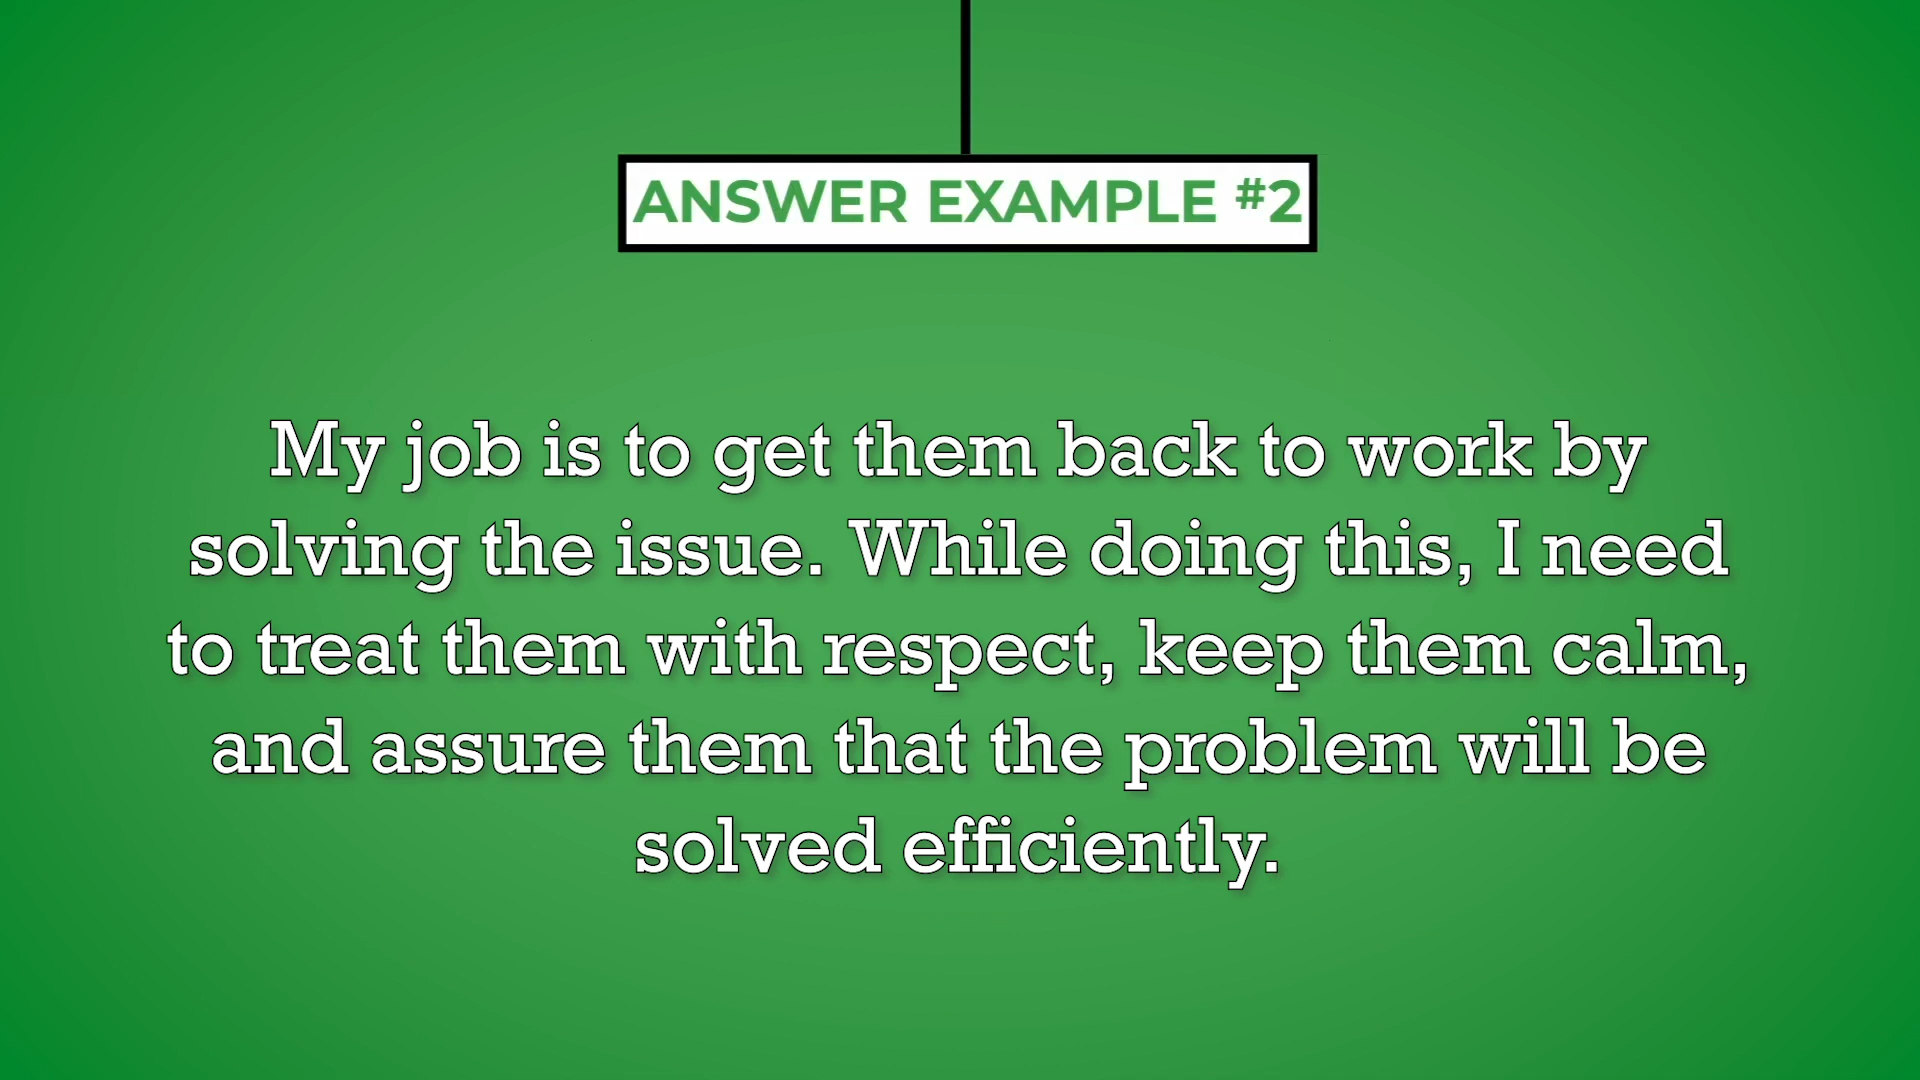 ANSWER EXAMPLE #2
My job is to get them back to work by
solving the issue. While doing this, I need
to treat them with respect, keep them calm,
and assure them that the problem will be
solved efficiently.